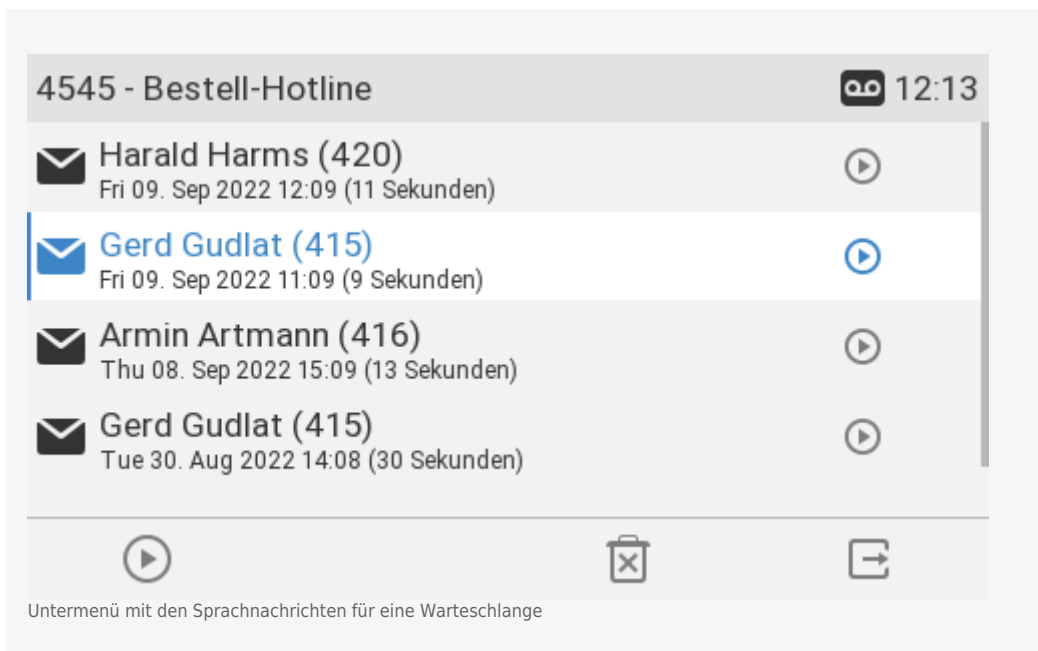 4545 - Bestell-Hotline 12:13
Harald Harms (420)
Fri 09. Sep 2022 12:09 (11 Sekunden)
Gerd Gudlat (415)
Fri 09. Sep 2022 11:09 (9 Sekunden)
Armin Artmann (416)
Thu 08. Sep 2022 15:09 (13 Sekunden)
Gerd Gudlat (415)
Tue 30. Aug 2022 14:08 (30 Sekunden)
Untermenü mit den Sprachnachrichten für eine Warteschlange